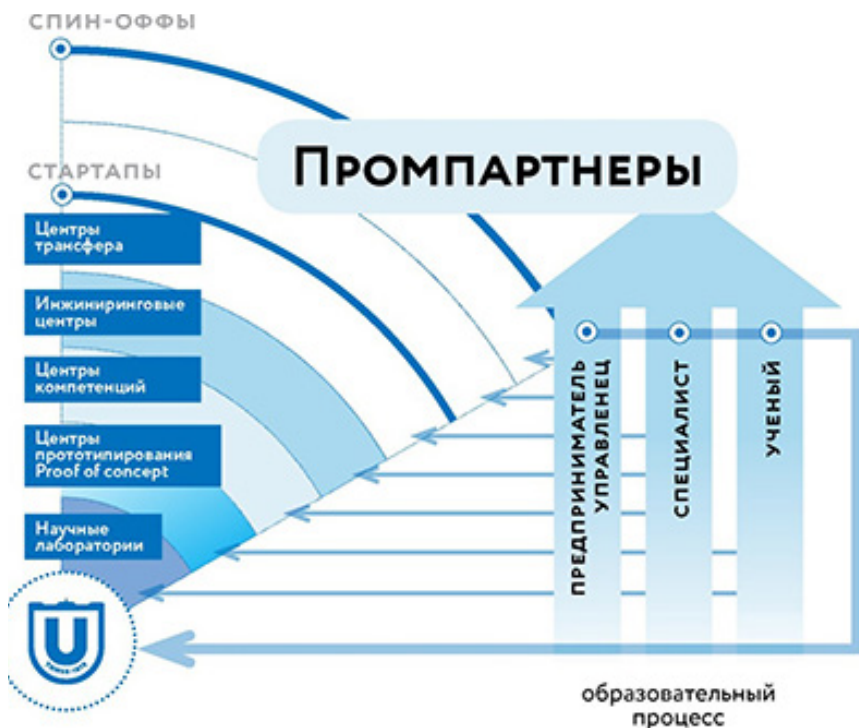 СПИН-ОФФЫ
ПРОМПАРТНЕРЫ
СТАРТАПЫ
Центры
трансфера
Инжиниринговые
центры
Центры
компетенций
Центры
прототипирования
Proof of concept
Научные
лаборатории
U
ПРЕДПРИНИМАТЕЛЬ
УПРАВЛЕНЕЦ
СПЕЦИАЛИСТ
УЧЕНЫЙ
образовательный
процесс